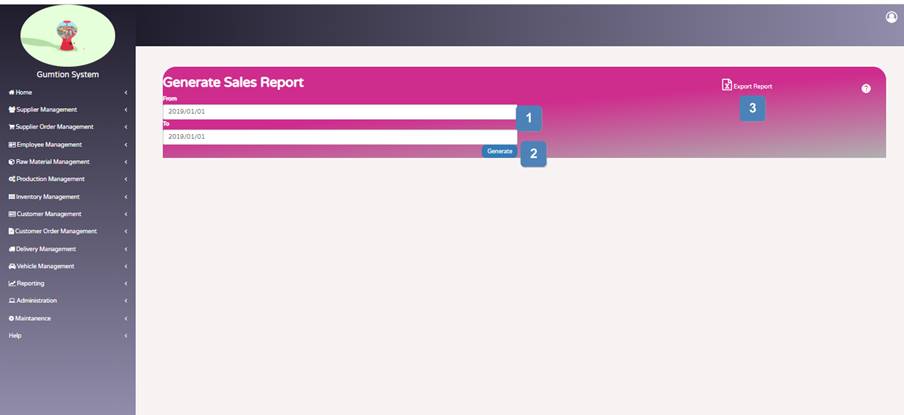 Gumtion System
Home
Supplier Management
Supplier Order Management
Employee Management
Raw Material Management
Production Management
Inventory Management
Customer Management
Customer Order Management
Delivery Management
Vehicle Management
Reporting
Administration
Maintanence
Help
Generate Sales Report
Export Report
From
2019/01/01
1
3
To
2019/01/01
Generate
2